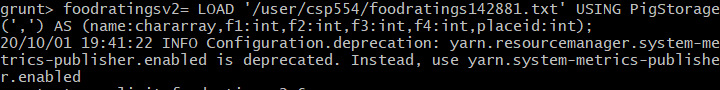 grunt> foodratingsv2= LOAD '/user/csp554/foodratings142881.txt' USING PigStorage
(',') AS (name:chararray,f1:int,f2:int,f3:int,f4:int,placeid:int);
20/10/01 19:41:22 INFO Configuration.deprecation: yarn.resourcemanager.system-me
trics-publisher.enabled is deprecated. Instead, use yarn.system-metrics-publishe
r.enabled